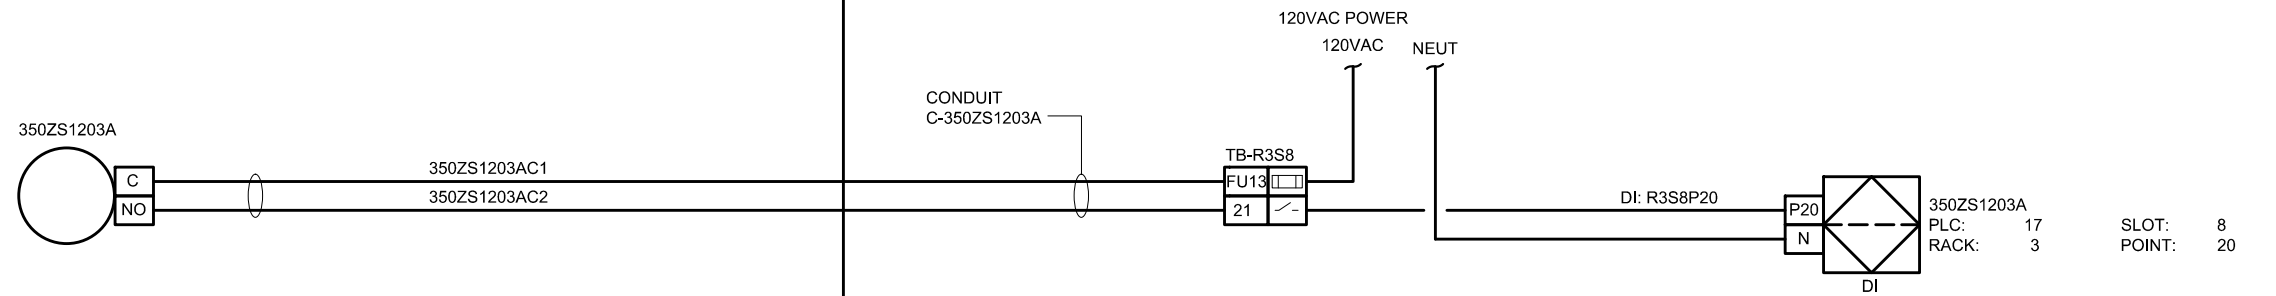 120VAC POWER
120VAC
NEUT
CONDUIT
C-350ZS1203A
350ZS1203A
TB-R3S8
C
350ZS1203AC1
FU13
NO
350ZS1203AC2
21
DI: R3S8P20
P20
N
350ZS1203A
PLC: 17 SLOT: 8
RACK: 3 POINT: 20
DI